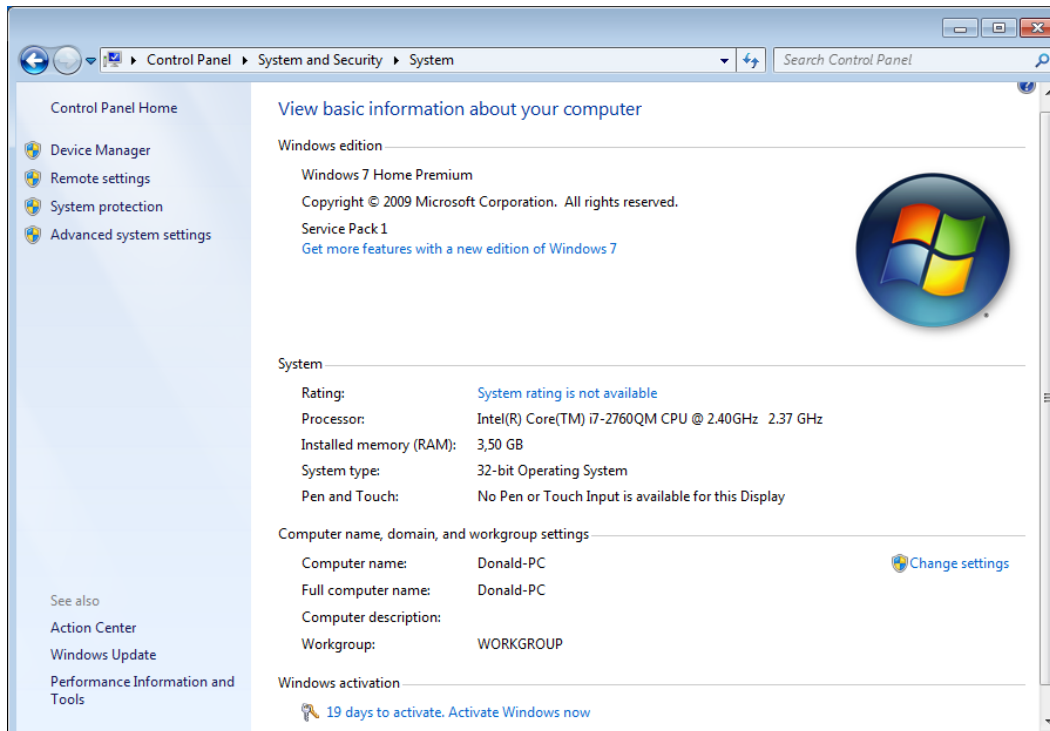 Control Panel ▸ System and Security ▸ System
Search Control Panel
Control Panel Home
Device Manager
Remote settings
System protection
Advanced system settings
See also
Action Center
Windows Update
Performance Information and
Tools
View basic information about your computer
Windows edition
Windows 7 Home Premium
Copyright © 2009 Microsoft Corporation. All rights reserved.
Service Pack 1
Get more features with a new edition of Windows 7
System
Rating: System rating is not available
Processor: Intel(R) Core(TM) i7-2760QM CPU @ 2.40GHz 2.37 GHz
Installed memory (RAM): 3,50 GB
System type: 32-bit Operating System
Pen and Touch: No Pen or Touch Input is available for this Display
Computer name, domain, and workgroup settings
Computer name: Donald-PC Change settings
Full computer name: Donald-PC
Computer description:
Workgroup: WORKGROUP
Windows activation
19 days to activate. Activate Windows now